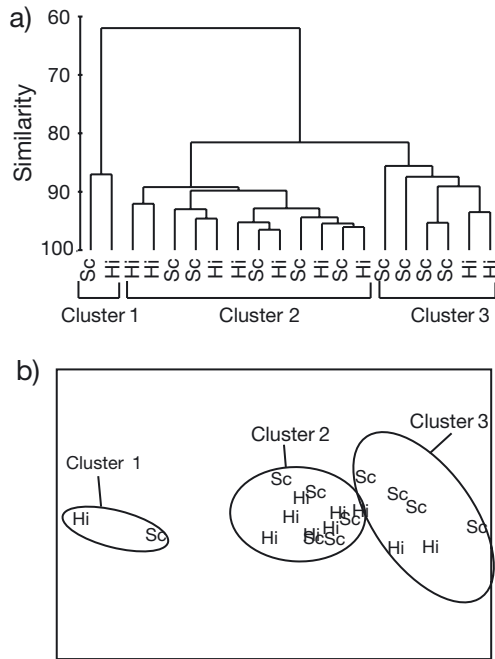 a)
60
70
80
90
100
Similarity
Sc Hi Hi Hi Sc Sc Hi Hi Sc Hi Sc Hi Sc Hi Sc Sc Sc Sc Hi Hi
Cluster 1 Cluster 2 Cluster 3
b)
Cluster 3
Cluster 2
Cluster 1
Sc Sc
Hi Sc Sc
Sc
Hi Hi Hi Hi
Sc
Sc Hi Sc
Hi Hi Sc Sc
Hi Hi